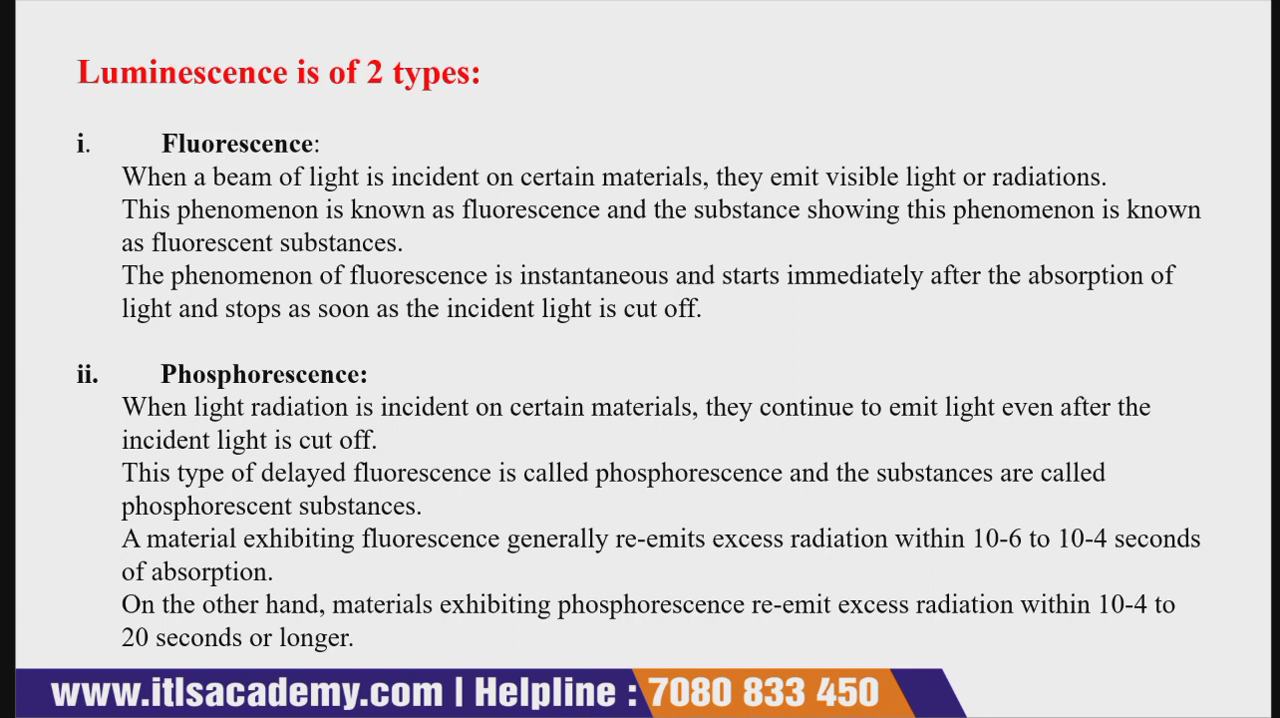 Luminescence is of 2 types:
i. Fluorescence:
When a beam of light is incident on certain materials, they emit visible light or radiations.
This phenomenon is known as fluorescence and the substance showing this phenomenon is known
as fluorescent substances.
The phenomenon of fluorescence is instantaneous and starts immediately after the absorption of
light and stops as soon as the incident light is cut off.
ii. Phosphorescence:
When light radiation is incident on certain materials, they continue to emit light even after the
incident light is cut off.
This type of delayed fluorescence is called phosphorescence and the substances are called
phosphorescent substances.
A material exhibiting fluorescence generally re-emits excess radiation within 10-6 to 10-4 seconds
of absorption.
On the other hand, materials exhibiting phosphorescence re-emit excess radiation within 10-4 to
20 seconds or longer.
www.itlsacademy.com | Helpline : 7080 833 450